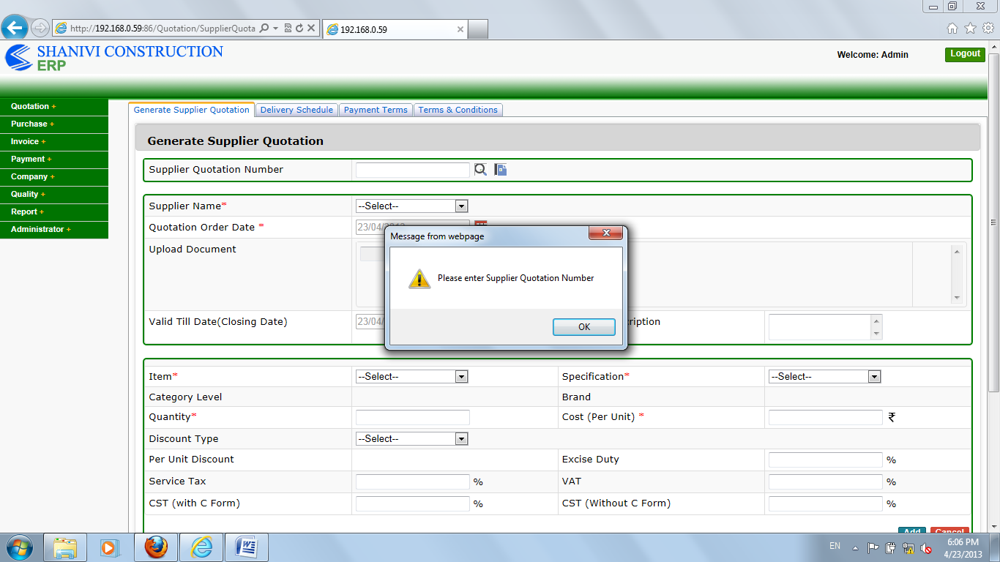 http://192.168.0.59:86/Quotation/SupplierQuota
192.168.0.59
SHANIVI CONSTRUCTION
ERP
Welcome: Admin
Logout
Quotation +
Purchase +
Invoice +
Payment +
Company +
Quality +
Report +
Administrator +
Generate Supplier Quotation
Delivery Schedule
Payment Terms
Terms & Conditions
Generate Supplier Quotation
Supplier Quotation Number
Supplier Name* --Select--
Quotation Order Date * 23/04/2013
Upload Document
Valid Till Date(Closing Date) 23/04/
cription
Message from webpage
Please enter Supplier Quotation Number
OK
Item* --Select-- Specification* --Select--
Category Level Brand
Quantity* Cost (Per Unit) * ₹
Discount Type --Select--
Per Unit Discount Excise Duty %
Service Tax % VAT %
CST (with C Form) % CST (Without C Form) %
Add Cancel
EN
6:06 PM
4/23/2013